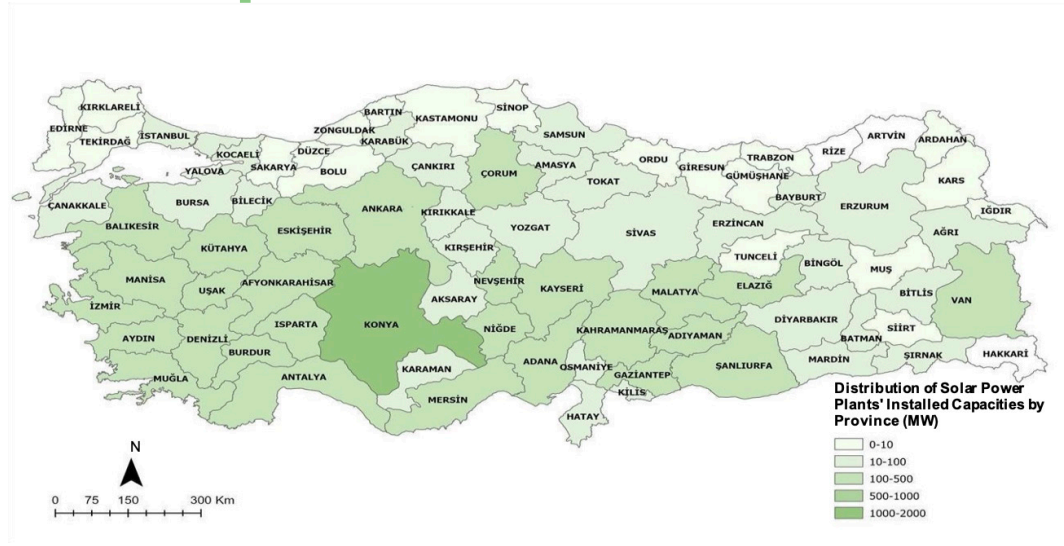 KIRKLARELİ
EDİRNE
TEKİRDAĞ
İSTANBUL
KOCAELİ
YALOVA
SAKARYA
DÜZCE
ZONGULDAK
BARTIN
KARABÜK
BOLU
KASTAMONU
SİNOP
ÇANKIRI
ÇORUM
SAMSUN
AMASYA
TOKAT
ORDU
GİRESUN
TRABZON
GÜMÜŞHANE
RİZE
ARTVİN
ARDAHAN
KARS
BAYBURT
ERZURUM
IĞDIR
AĞRI
ÇANAKKALE
BALIKESİR
BURSA
BİLECİK
KÜTAHYA
ESKİŞEHİR
ANKARA
KIRIKKALE
KIRŞEHİR
YOZGAT
SİVAS
ERZİNCAN
TUNCELİ
BİNGÖL
MUŞ
BİTLİS
VAN
MANİSA
UŞAK
AFYONKARAHİSAR
İZMİR
AYDIN
DENİZLİ
ISPARTA
BURDUR
MUĞLA
ANTALYA
KONYA
AKSARAY
NEVŞEHİR
KAYSERİ
NİĞDE
KARAMAN
MERSİN
ADANA
MALATYA
ELAZIĞ
KAHRAMANMARAŞ
ADIYAMAN
OSMANİYE
GAZİANTEP
KİLİS
HATAY
ŞANLIURFA
DİYARBAKIR
BATMAN
MARDİN
SİİRT
ŞIRNAK
HAKKARİ
Distribution of Solar Power
Plants' Installed Capacities by
Province (MW)
0-10
10-100
100-500
500-1000
1000-2000
N
0 75 150 300 Km